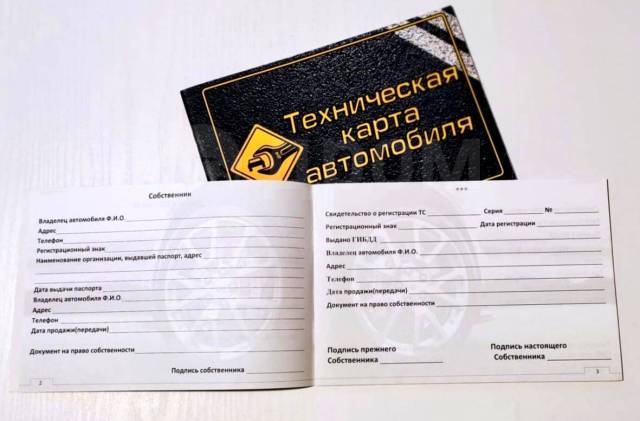 Техническая
карта
автомобиля
Собственник
Владелец автомобиля Ф.И.О.
Адрес
Телефон
Регистрационный знак
Наименование организации, выдавшей паспорт, адрес
Дата выдачи паспорта
Владелец автомобиля Ф.И.О.
Адрес
Телефон
Дата продажи(передачи)
Документ на право собственности
Подпись собственника
2
***
Свидетельство о регистрации ТС Серия №
Регистрационный знак Дата регистрации
Выдано ГИБДД
Владелец автомобиля Ф.И.О.
Адрес
Телефон
Дата продажи(передачи)
Документ на право собственности
Подпись прежнего Подпись настоящего
Собственника Собственника
3